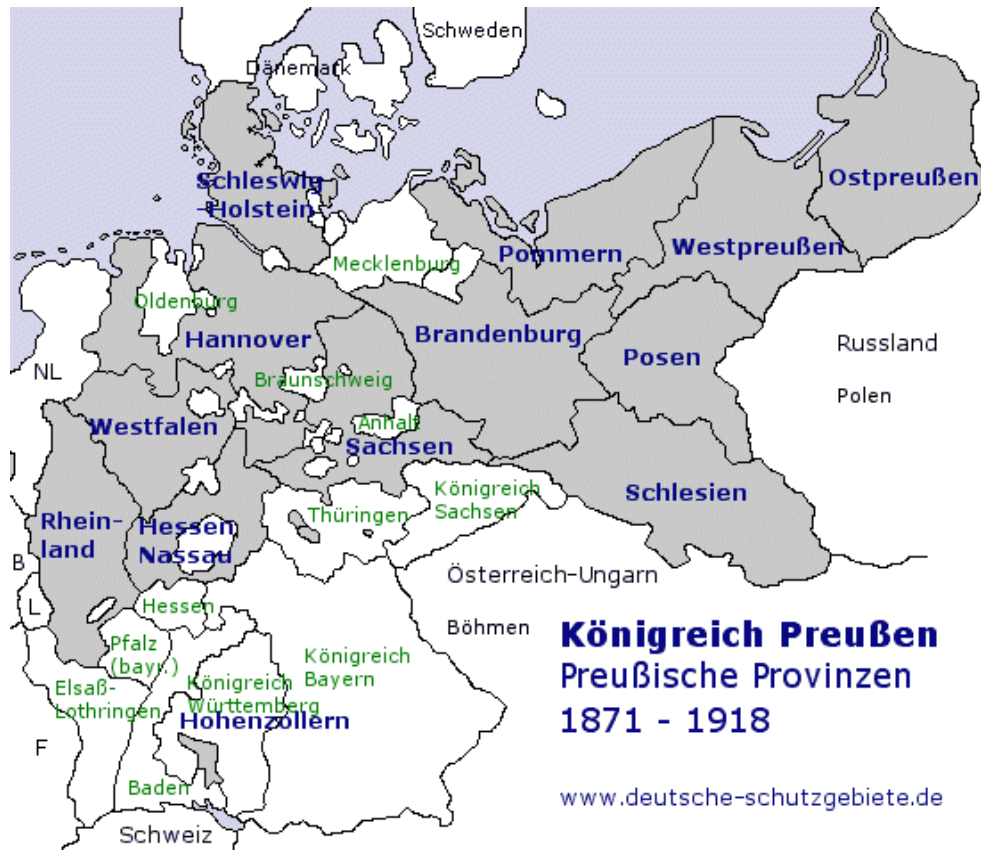 Schweden
Dänemark
Schleswig
-Holstein
Ostpreußen
Pommern
Westpreußen
Mecklenburg
Oldenburg
Hannover
Brandenburg
Posen
Russland
Polen
NL
Braunschweig
Westfalen
Anhalt
Sachsen
Königreich
Sachsen
Schlesien
Thüringen
Rhein-
land
Hessen
Nassau
B
L
Österreich-Ungarn
Böhmen
Hessen
Pfalz
(bayr.)
Königreich
Bayern
Elsaß-
Lothringen
Königreich
Württemberg
Hohenzollern
F
Baden
Schweiz
Königreich Preußen
Preußische Provinzen
1871 - 1918
www.deutsche-schutzgebiete.de